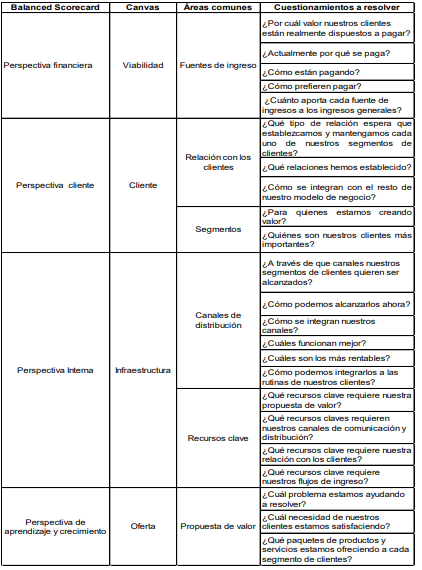 Balanced Scorecard Canvas Áreas comunes Cuestionamientos a resolver
Perspectiva financiera
Viabilidad
Fuentes de ingreso
¿Por cuál valor nuestros clientes
están realmente dispuestos a pagar?
¿Actualmente por qué se paga?
¿Cómo están pagando?
¿Cómo prefieren pagar?
¿Cuánto aporta cada fuente de
ingresos a los ingresos generales?
Perspectiva cliente
Cliente
Relación con los
clientes
¿Qué tipo de relación espera que
establezcamos y mantengamos cada
uno de nuestros segmentos de
clientes?
¿Qué relaciones hemos establecido?
¿Cómo se integran con el resto de
nuestro modelo de negocio?
Segmentos
¿Para quienes estamos creando
valor?
¿Quiénes son nuestros clientes más
importantes?
Perspectiva Interna
Infraestructura
Canales de
distribución
¿A través de que canales nuestros
segmentos de clientes quieren ser
alcanzados?
¿Cómo podemos alcanzarlos ahora?
¿Cómo se integran nuestros
canales?
¿Cuáles funcionan mejor?
¿Cuáles son los más rentables?
¿Cómo podemos integrarlos a las
rutinas de nuestros clientes?
Recursos clave
¿Qué recursos clave requiere nuestra
propuesta de valor?
¿Qué recursos claves requieren
nuestros canales de comunicación y
distribución?
¿Qué recursos clave requiere nuestra
relación con los clientes?
¿Qué recursos clave requiere
nuestros flujos de ingreso?
Perspectiva de
aprendizaje y crecimiento
Oferta
Propuesta de valor
¿Cuál problema estamos ayudando
a resolver?
¿Cuál necesidad de nuestros
clientes estamos satisfaciendo?
¿Qué paquetes de productos y
servicios estamos ofreciendo a cada
segmento de clientes?